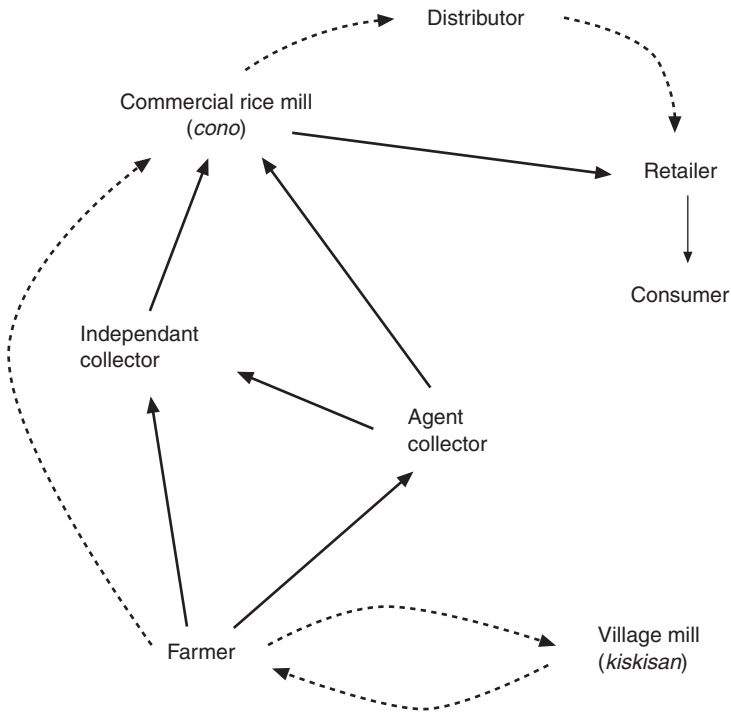 Distributor
Commercial rice mill
(cono)
Retailer
Consumer
Independant
collector
Agent
collector
Farmer
Village mill
(kiskisan)